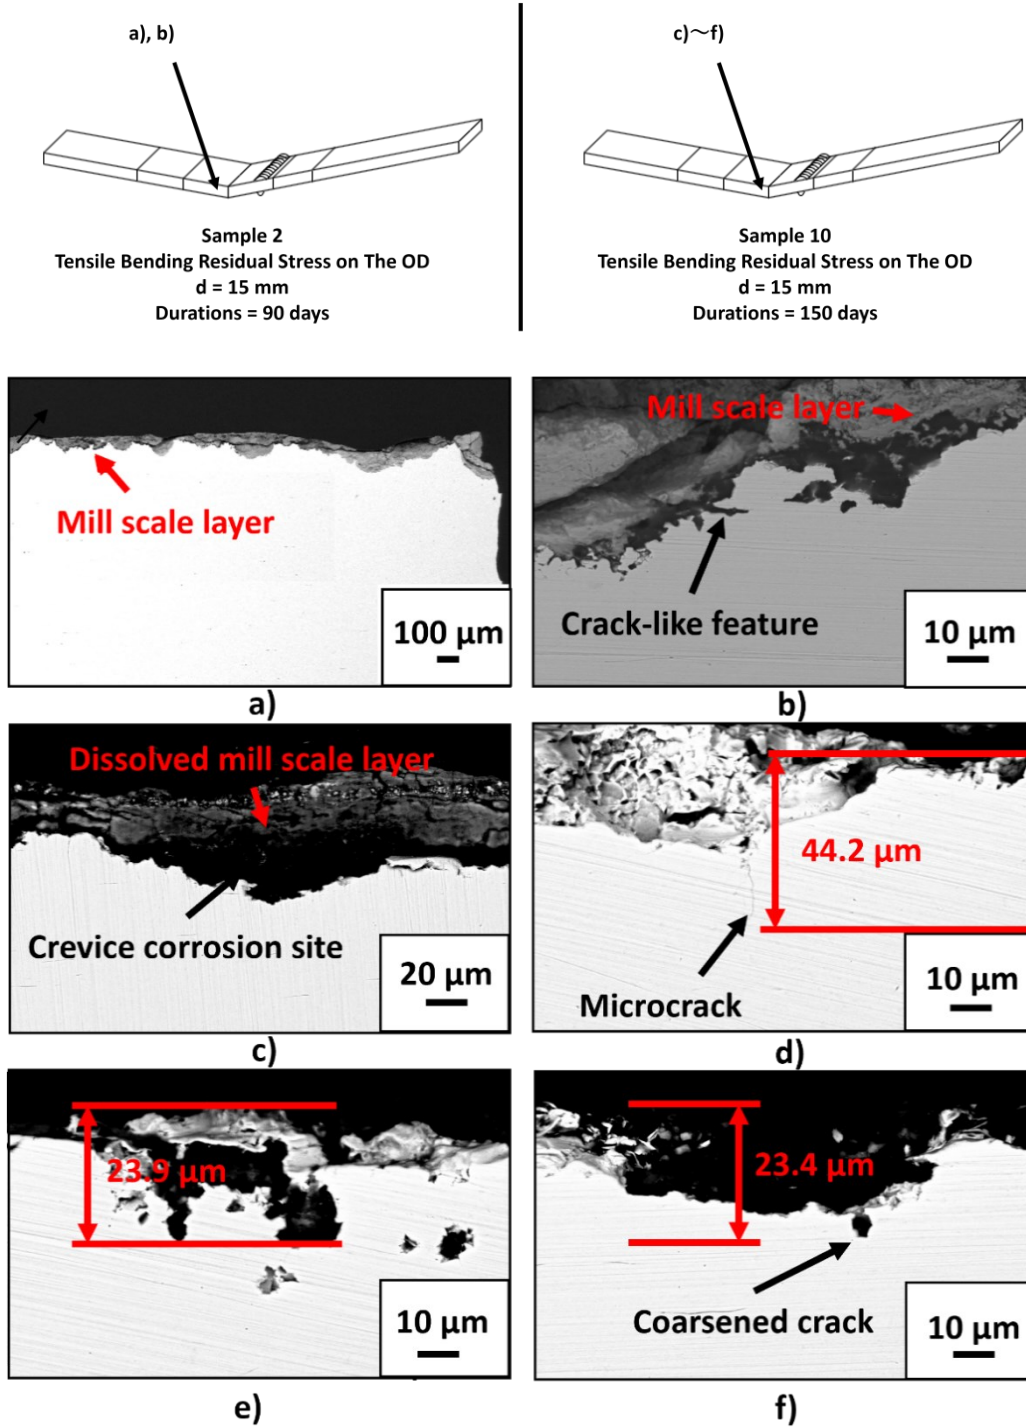 a), b)
Sample 2
Tensile Bending Residual Stress on The OD
d = 15 mm
Durations = 90 days
c)~f)
Sample 10
Tensile Bending Residual Stress on The OD
d = 15 mm
Durations = 150 days
Mill scale layer
100 μm
a)
Mill scale layer
Crack-like feature
10 μm
b)
Dissolved mill scale layer
Crevice corrosion site
20 μm
c)
44.2 μm
Microcrack
10 μm
d)
23.9 μm
10 μm
e)
23.4 μm
Coarsened crack
10 μm
f)